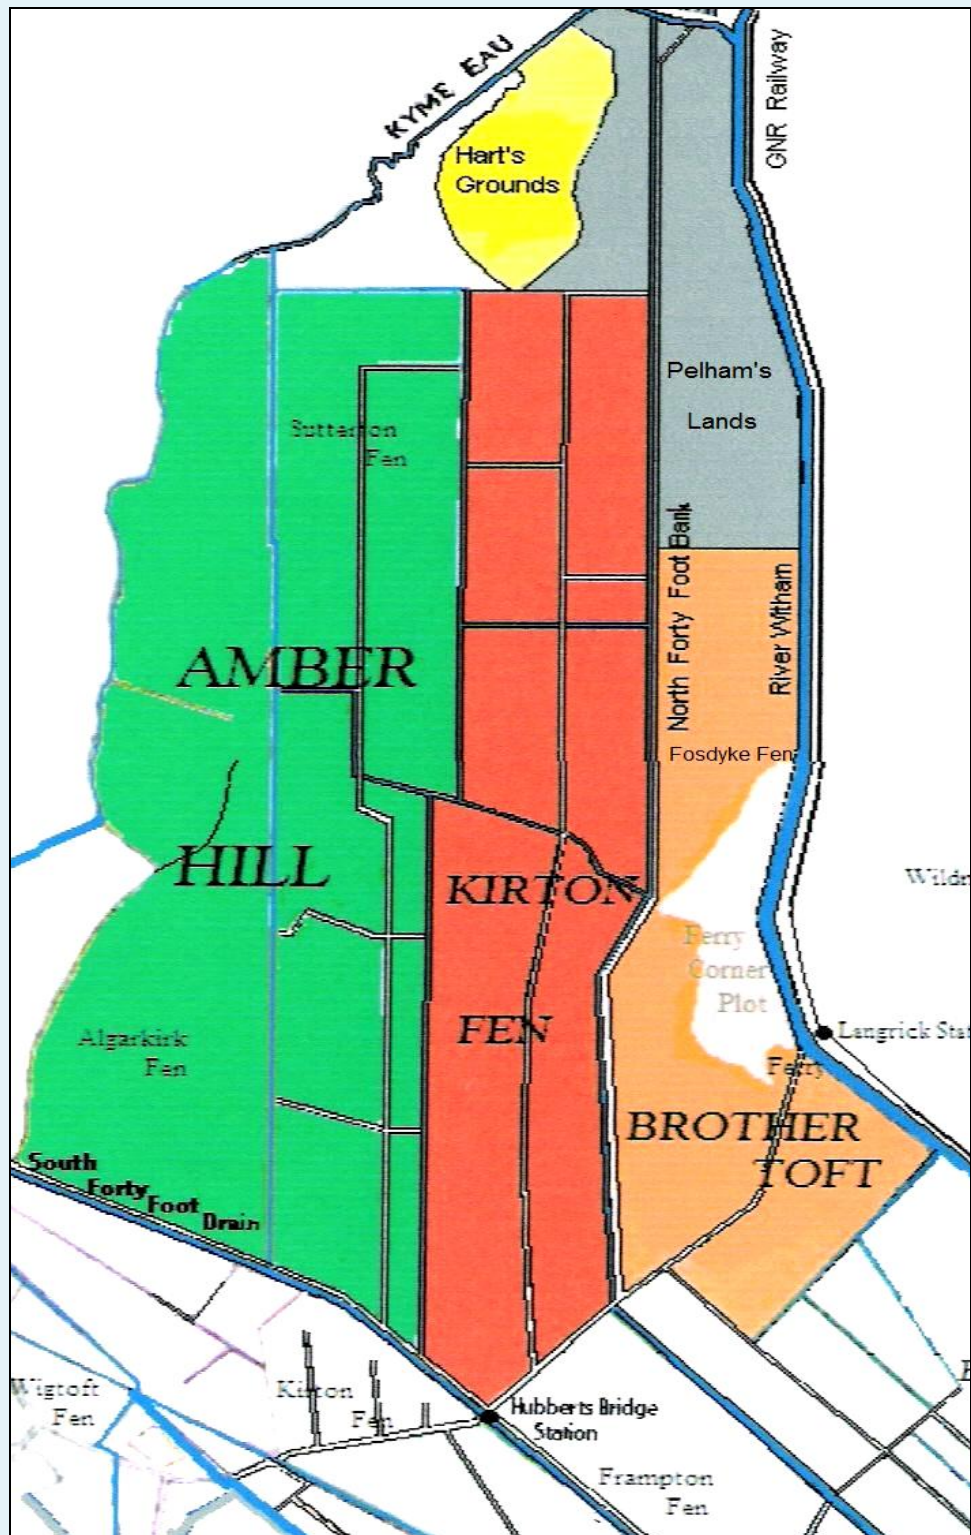 KYME EAU
GNR Railway
Hart's
Grounds
Pelham's
Lands
Sutterton
Fen
North Forty Foot Bank
River Witham
AMBER
Fosdyke Fen
HILL
KIRTON
Wildm
Ferry
Corner
Plot
FEN
Langrick Stat
Algarkirk
Fen
Ferry
BROTHER
TOFT
South
Forty
Foot
Drain
Wigtoft
Fen
Kirton
Fen
Hubberts Bridge
Station
Frampton
Fen